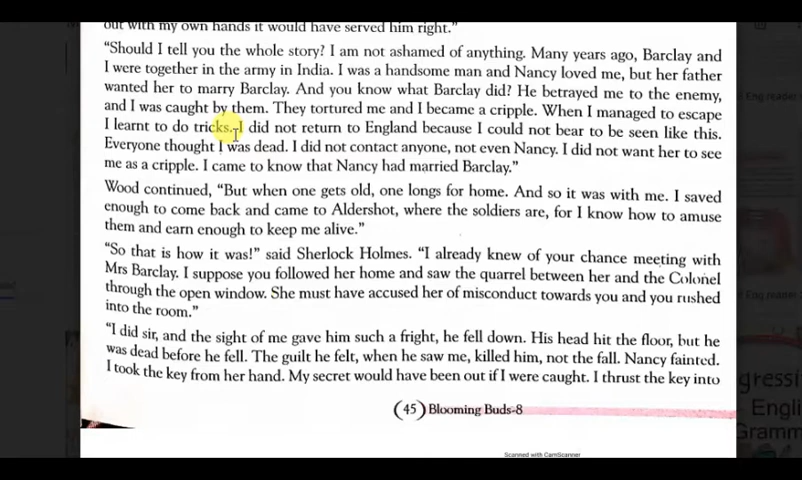 out with my own hands it would have served him right."
"Should I tell you the whole story? I am not ashamed of anything. Many years ago, Barclay and
I were together in the army in India. I was a handsome man and Nancy loved me, but her father
wanted her to marry Barclay. And you know what Barclay did? He betrayed me to the enemy,
and I was caught by them. They tortured me and I became a cripple. When I managed to escape
I learnt to do tricks. I did not return to England because I could not bear to be seen like this.
Everyone thought I was dead. I did not contact anyone, not even Nancy. I did not want her to see
me as a cripple. I came to know that Nancy had married Barclay."
Wood continued, "But when one gets old, one longs for home. And so it was with me. I saved
enough to come back and came to Aldershot, where the soldiers are, for I know how to amuse
them and earn enough to keep me alive."
"So that is how it was!" said Sherlock Holmes. "I already knew of your chance meeting with
Mrs Barclay. I suppose you followed her home and saw the quarrel between her and the Colonel
through the open window. She must have accused her of misconduct towards you and you rushed
into the room."
"I did sir, and the sight of me gave him such a fright, he fell down. His head hit the floor, but he
was dead before he fell. The guilt he felt, when he saw me, killed him, not the fall. Nancy fainted.
I took the key from her hand. My secret would have been out if I were caught. I thrust the key into
(45) Blooming Buds-8
Scanned with CamScanner
Eng reader
Eng reader
gressi
Engli
Gramm